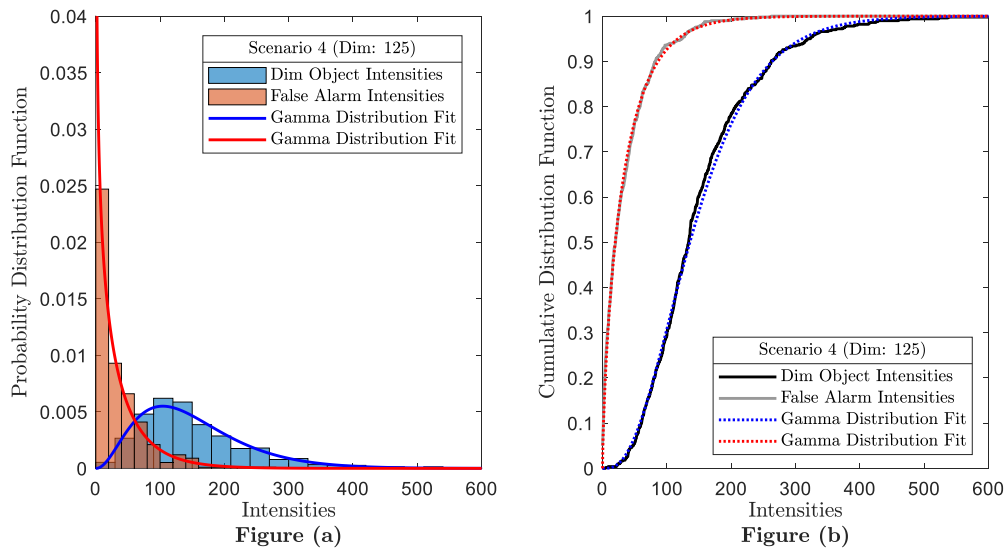 0.04
0.035
0.03
0.025
0.02
0.015
0.01
0.005
0
Probability Distribution Function
Scenario 4 (Dim: 125)
Dim Object Intensities
False Alarm Intensities
Gamma Distribution Fit
Gamma Distribution Fit
0 100 200 300 400 500 600
Intensities
Figure (a)
1
0.9
0.8
0.7
0.6
0.5
0.4
0.3
0.2
0.1
0
Cumulative Distribution Function
Scenario 4 (Dim: 125)
Dim Object Intensities
False Alarm Intensities
Gamma Distribution Fit
Gamma Distribution Fit
0 100 200 300 400 500 600
Intensities
Figure (b)